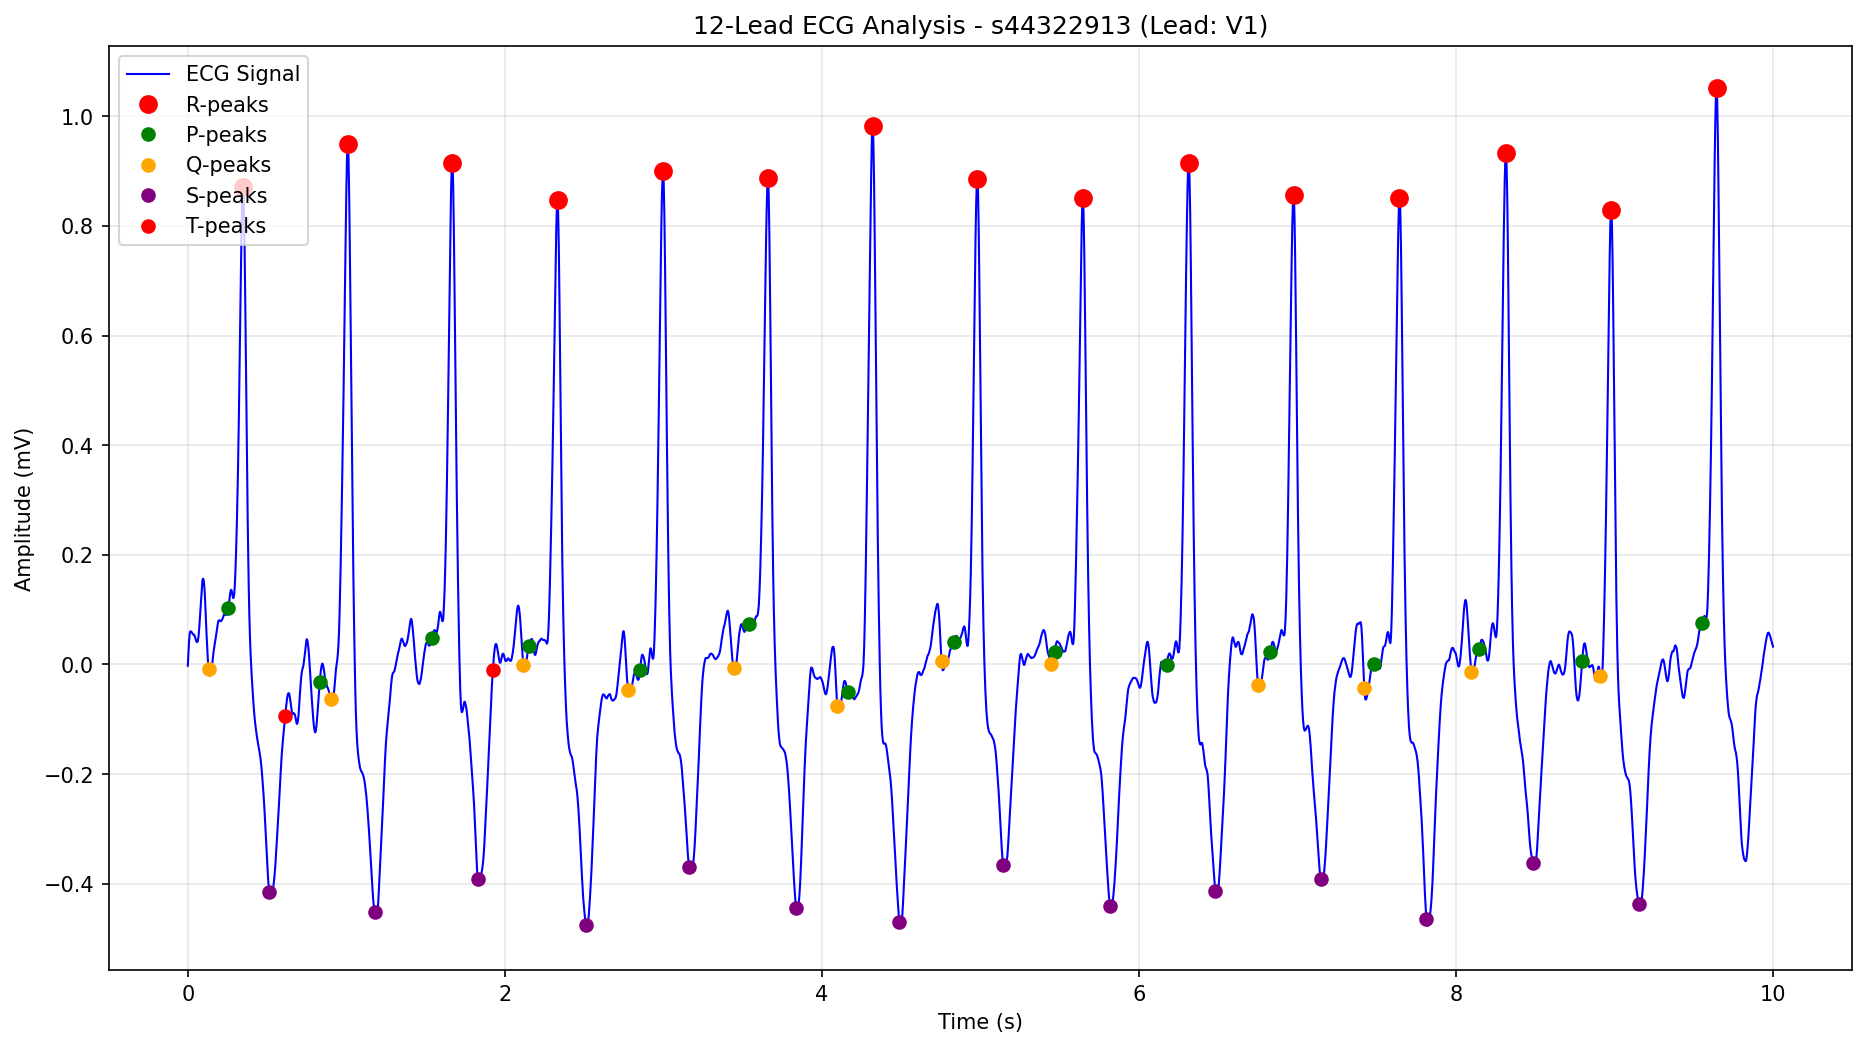 12-Lead ECG Analysis - s44322913 (Lead: V1)
ECG Signal
R-peaks
P-peaks
Q-peaks
S-peaks
T-peaks
Amplitude (mV)
1.0
0.8
0.6
0.4
0.2
0.0
−0.2
−0.4
0 2 4 6 8 10
Time (s)